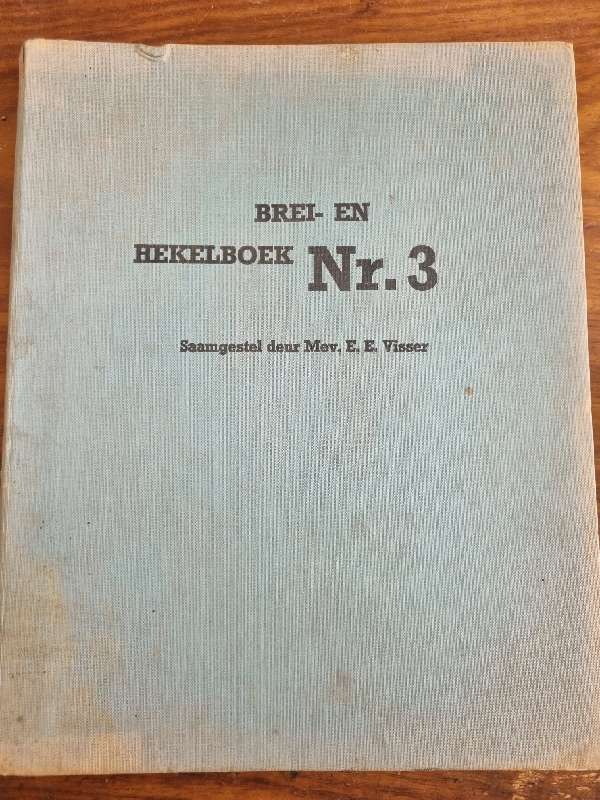 BREI- EN
HEKELBOEK Nr. 3
Saamgestel deur Mev. E. E. Visser